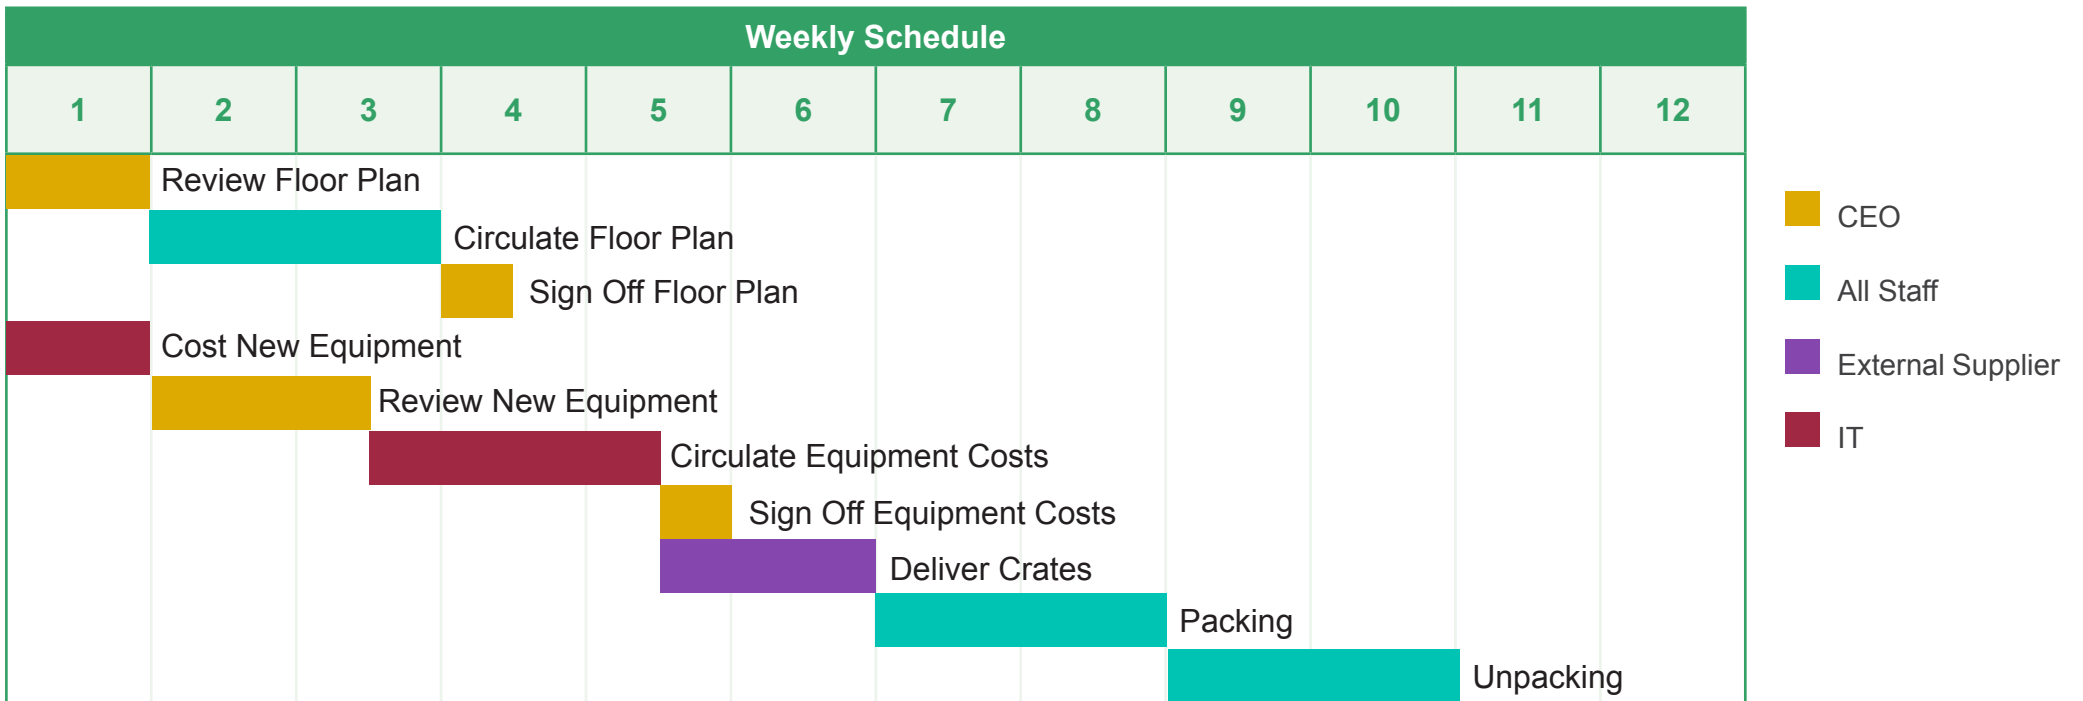 Weekly Schedule
1 2 3 4 5 6 7 8 9 10 11 12
Review Floor Plan
Circulate Floor Plan
Sign Off Floor Plan
Cost New Equipment
Review New Equipment
Circulate Equipment Costs
Sign Off Equipment Costs
Deliver Crates
Packing
Unpacking
CEO
All Staff
External Supplier
IT